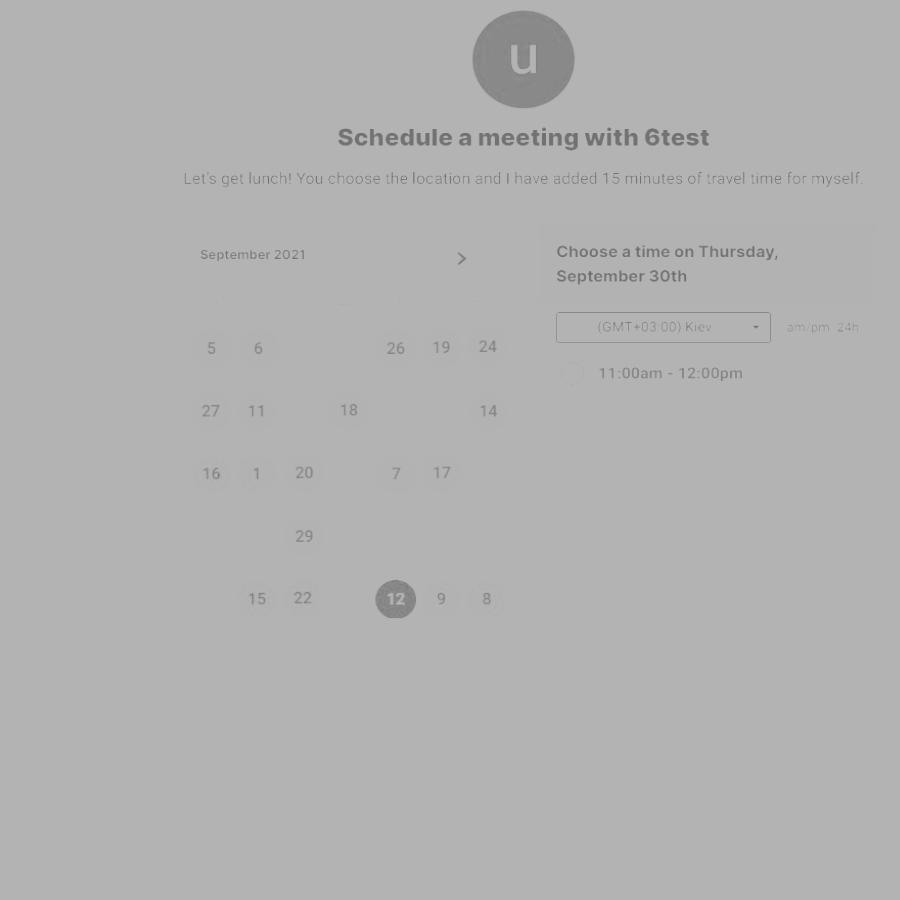 u
Schedule a meeting with 6test
Let's get lunch! You choose the location and I have added 15 minutes of travel time for myself.
September 2021
Choose a time on Thursday,
September 30th
(GMT+03:00) Kiev am/pm 24h
11:00am - 12:00pm
5 6 26 19 24
27 11 18 14
16 1 20 7 17
29
15 22 12 9 8